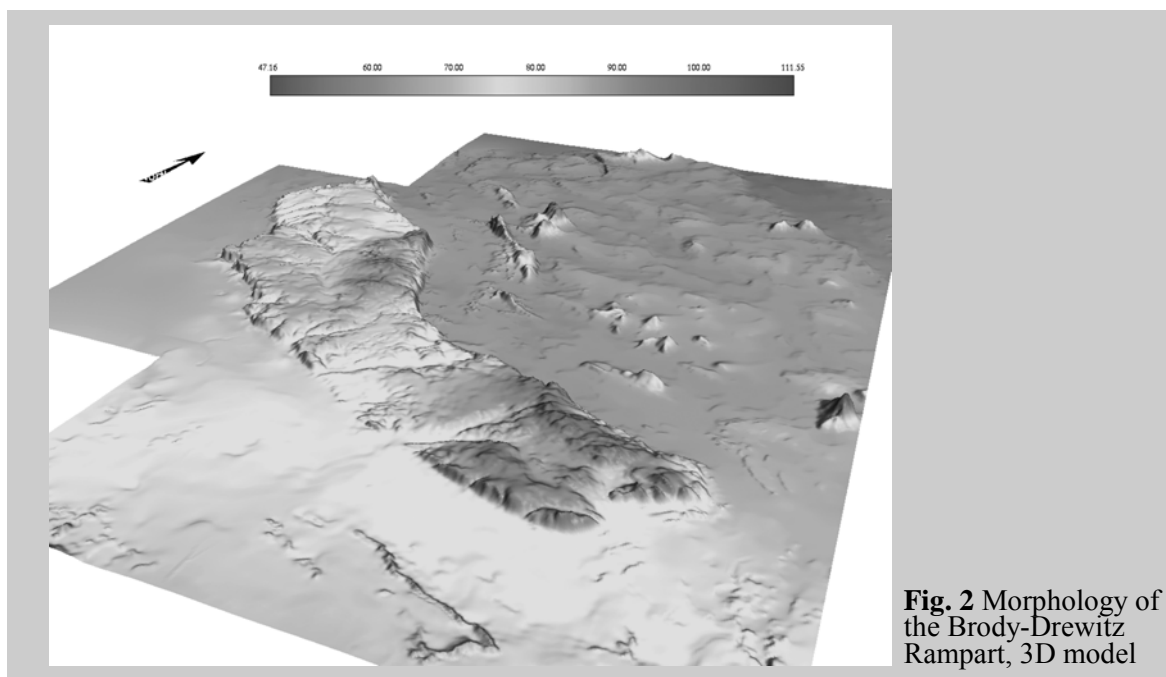 47.16 60.00 70.00 80.00 90.00 100.00 111.55
Fig. 2 Morphology of
the Brody-Drewitz
Rampart, 3D model